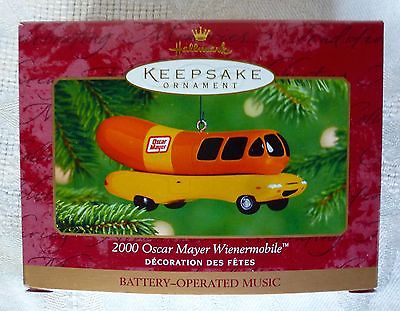 Hallmark
KEEPSAKE
ORNAMENT
Oscar
Mayer
2000 Oscar Mayer Wienermobile™
DÉCORATION DES FÊTES
BATTERY–OPERATED MUSIC